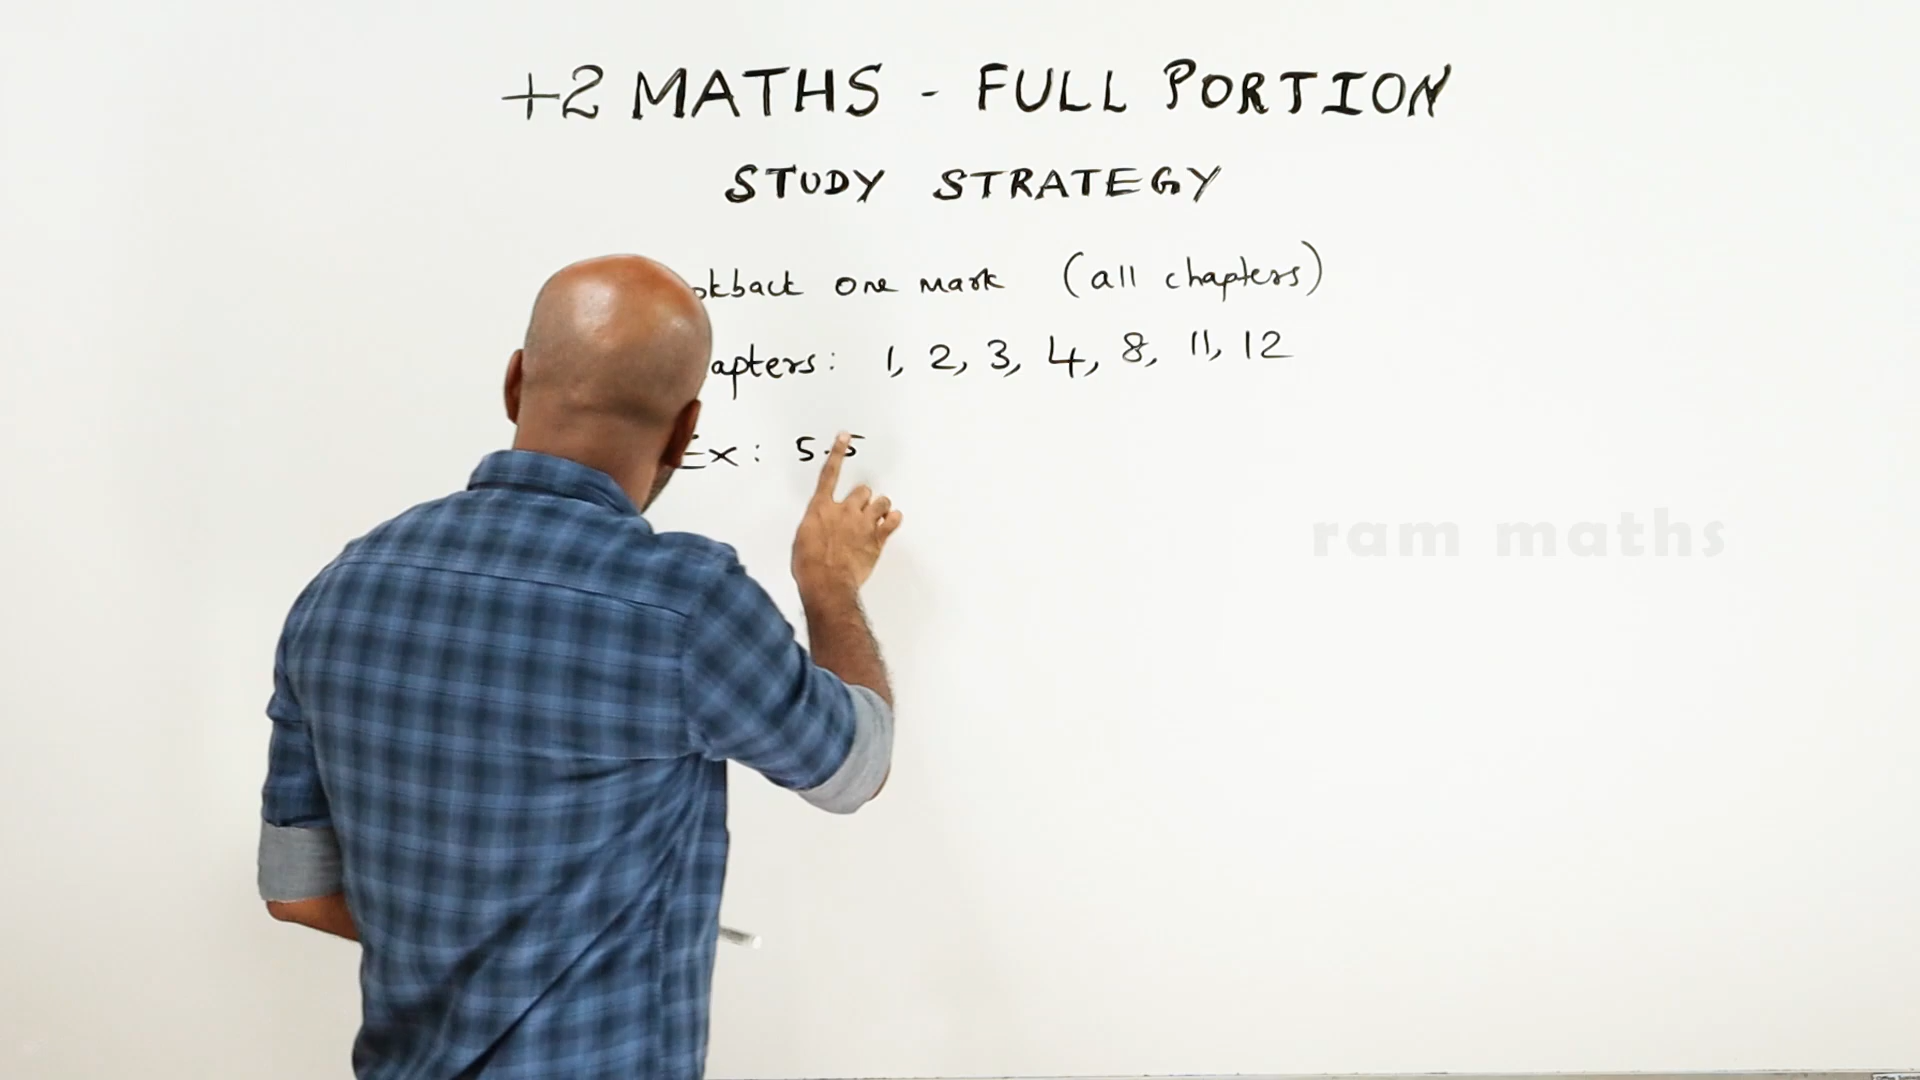 +2 MATHS - FULL PORTION
STUDY STRATEGY
okback one mark (all chapters)
apters: 1, 2, 3, 4, 8, 11, 12
Ex: 5.5
ram maths